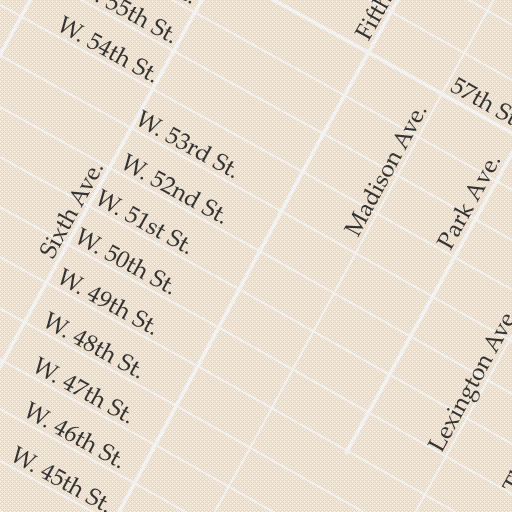 55th St.
W. 54th St.
Fifth
57th St
W. 53rd St.
Madison Ave.
W. 52nd St.
Park Ave.
Sixth Ave.
W. 51st St.
W. 50th St.
W. 49th St.
W. 48th St.
Lexington Ave
W. 47th St.
W. 46th St.
W. 45th St.